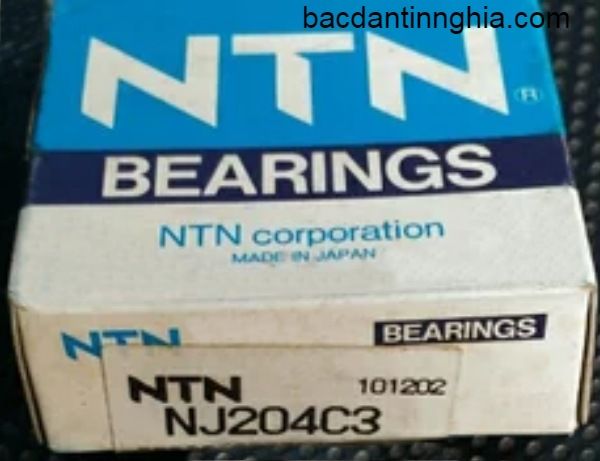 bacdantinnghia.com
NTN®
BEARINGS
NTN corporation
MADE IN JAPAN
NTN BEARINGS
NTN 101202
NJ204C3